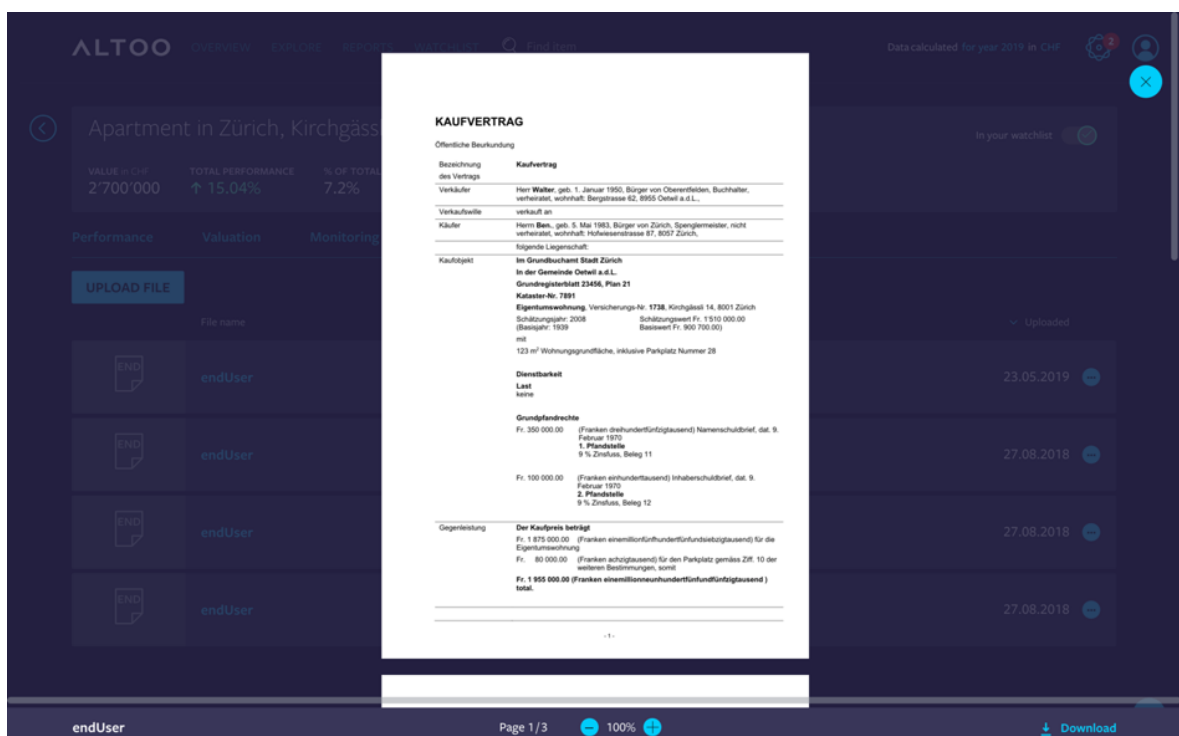 ALTOO OVERVIEW EXPLORE REPORTS WATCHLIST Find item Data calculated for year 2019 in CHF 2
Apartment in Zürich, Kirchgässl
In your watchlist
VALUE in CHF TOTAL PERFORMANCE % OF TOTAL
2'700'000 ↑ 15.04% 7.2%
Performance Valuation Monitoring
UPLOAD FILE
File name Uploaded
END endUser 23.05.2019
END endUser 27.08.2018
END endUser 27.08.2018
END endUser 27.08.2018
KAUFVERTRAG
Öffentliche Beurkundung
Bezeichnung Kaufvertrag
des Vertrags
Verkäufer Herr Walter, geb. 1. Januar 1950, Bürger von Oberentfelden, Buchhalter,
verheiratet, wohnhaft: Bergstrasse 62, 8955 Oetwil a.d.L.,
Verkaufswille verkauft an
Käufer Herrn Ben., geb. 5. Mai 1983, Bürger von Zürich, Spenglermeister, nicht
verheiratet, wohnhaft: Hofwiesenstrasse 87, 8057 Zürich,
folgende Liegenschaft:
Kaufobjekt Im Grundbuchamt Stadt Zürich
In der Gemeinde Oetwil a.d.L.
Grundregisterblatt 23456, Plan 21
Kataster-Nr. 7891
Eigentumswohnung, Versicherungs-Nr. 1738, Kirchgässli 14, 8001 Zürich
Schätzungsjahr: 2008 Schätzungswert Fr. 1'510 000.00
(Basisjahr: 1939 Basiswert Fr. 900 700.00)
mit
123 m² Wohnungsgrundfläche, inklusive Parkplatz Nummer 28
Dienstbarkeit
Last
keine
Grundpfandrechte
Fr. 350 000.00 (Franken dreihundertfünfzigtausend) Namenschuldbrief, dat. 9.
Februar 1970
1. Pfandstelle
9 % Zinsfuss, Beleg 11
Fr. 100 000.00 (Franken einhunderttausend) Inhaberschuldbrief, dat. 9.
Februar 1970
2. Pfandstelle
9 % Zinsfuss, Beleg 12
Gegenleistung Der Kaufpreis beträgt
Fr. 1 875 000.00 (Franken einemillionfünfhundertfünfundsiebzigtausend) für die
Eigentumswohnung
Fr. 80 000.00 (Franken achzigtausend) für den Parkplatz gemäss Ziff. 10 der
weiteren Bestimmungen, somit
Fr. 1 955 000.00 (Franken einemillionneunhundertfünfundfünfzigtausend )
total.
- 1 -
endUser Page 1/3 100% Download